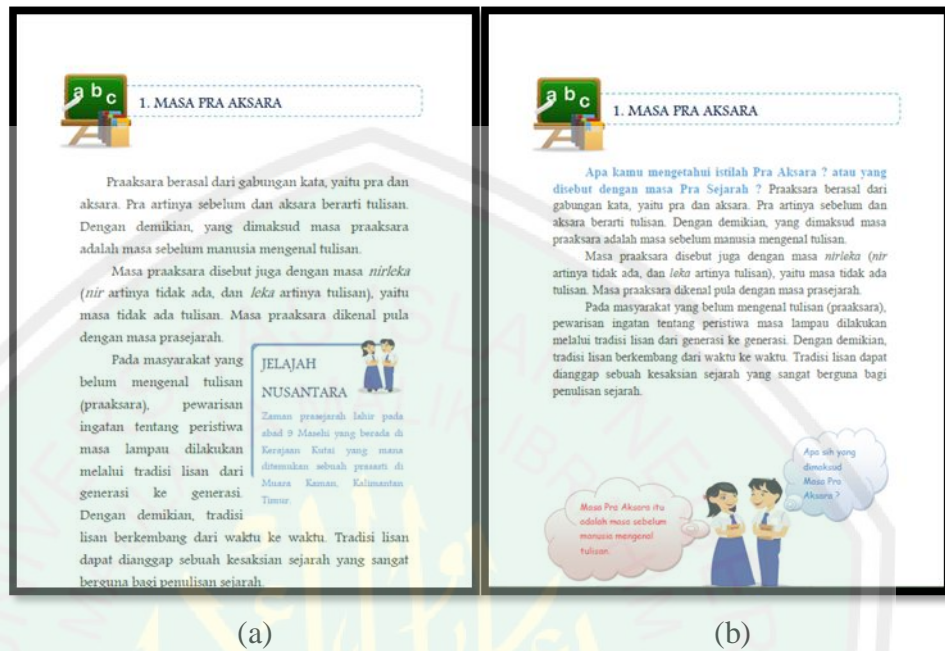 a b c
1. MASA PRA AKSARA
Praaksara berasal dari gabungan kata, yaitu pra dan
aksara. Pra artinya sebelum dan aksara berarti tulisan.
Dengan demikian, yang dimaksud masa praaksara
adalah masa sebelum manusia mengenal tulisan.
Masa praaksara disebut juga dengan masa nirleka
(nir artinya tidak ada, dan leka artinya tulisan), yaitu
masa tidak ada tulisan. Masa praaksara dikenal pula
dengan masa prasejarah.
Pada masyarakat yang
belum mengenal tulisan
(praaksara), pewarisan
ingatan tentang peristiwa
masa lampau dilakukan
melalui tradisi lisan dari
generasi ke generasi.
Dengan demikian, tradisi
lisan berkembang dari waktu ke waktu. Tradisi lisan
dapat dianggap sebuah kesaksian sejarah yang sangat
berguna bagi penulisan sejarah.
JELAJAH
NUSANTARA
Zaman prasejarah lahir pada
abad 9 Masehi yang berada di
Kerajaan Kutai yang mana
ditemukan sebuah prasasti di
Muara Kaman, Kalimantan
Timur.
(a)
a b c
1. MASA PRA AKSARA
Apa kamu mengetahui istilah Pra Aksara ? atau yang
disebut dengan masa Pra Sejarah ? Praaksara berasal dari
gabungan kata, yaitu pra dan aksara. Pra artinya sebelum dan
aksara berarti tulisan. Dengan demikian, yang dimaksud masa
praaksara adalah masa sebelum manusia mengenal tulisan.
Masa praaksara disebut juga dengan masa nirleka (nir
artinya tidak ada, dan leka artinya tulisan), yaitu masa tidak ada
tulisan. Masa praaksara dikenal pula dengan masa prasejarah.
Pada masyarakat yang belum mengenal tulisan (praaksara),
pewarisan ingatan tentang peristiwa masa lampau dilakukan
melalui tradisi lisan dari generasi ke generasi. Dengan demikian,
tradisi lisan berkembang dari waktu ke waktu. Tradisi lisan dapat
dianggap sebuah kesaksian sejarah yang sangat berguna bagi
penulisan sejarah.
Apa sih yang
dimaksud
Masa Pra
Aksara ?
Masa Pra Aksara itu
adalah masa sebelum
manusia mengenal
tulisan.
(b)